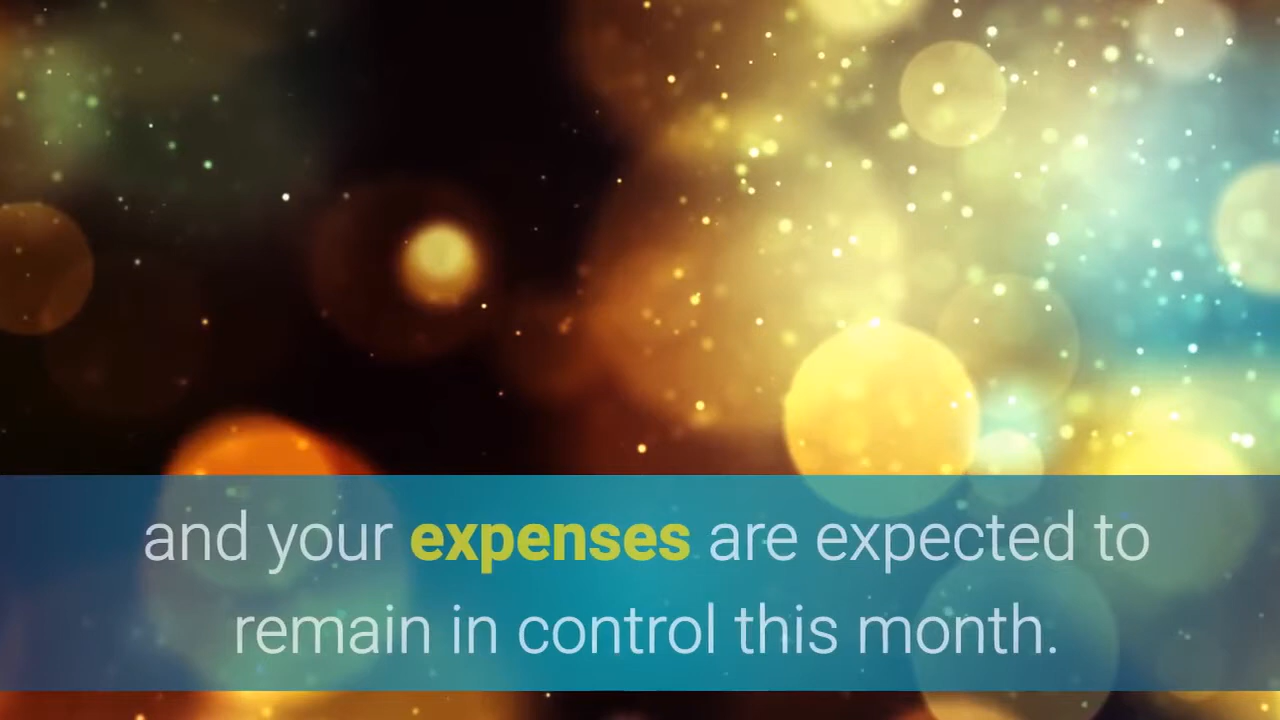 and your expenses are expected to
remain in control this month.